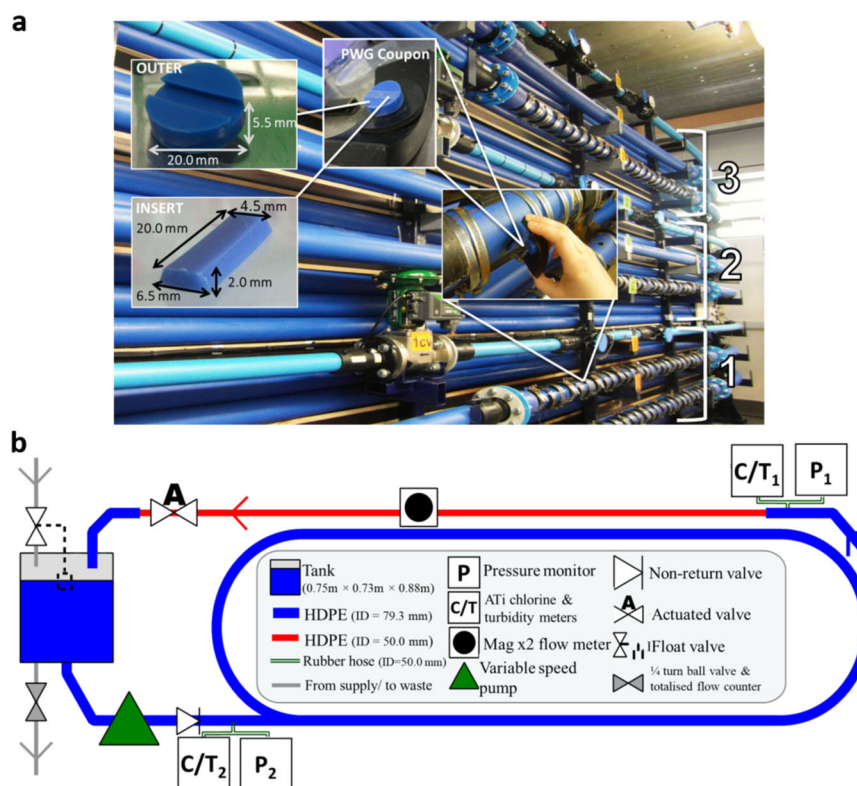 a
OUTER
5.5 mm
20.0 mm
PWG Coupon
INSERT
4.5 mm
20.0 mm
2.0 mm
6.5 mm
1cv
3
2
1
b
A
C/T1
P1
Tank
(0.75m × 0.73m × 0.88m)
HDPE (ID = 79.3 mm)
HDPE (ID = 50.0 mm)
Rubber hose (ID=50.0 mm)
From supply/ to waste
P Pressure monitor
C/T ATi chlorine &
turbidity meters
Mag x2 flow meter
Variable speed
pump
Non-return valve
A Actuated valve
Float valve
¼ turn ball valve &
totalised flow counter
C/T2
P2